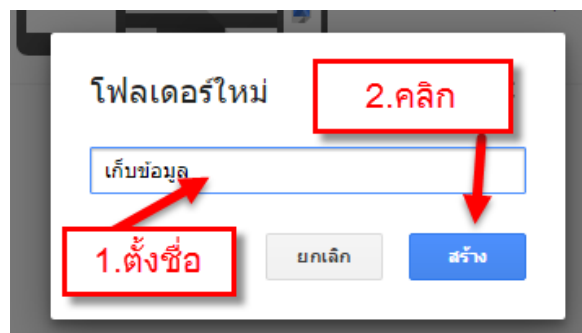 โฟลเดอร์ใหม่
2.คลิก
เก็บข้อมูล
1.ตั้งชื่อ
ยกเลิก
สร้าง